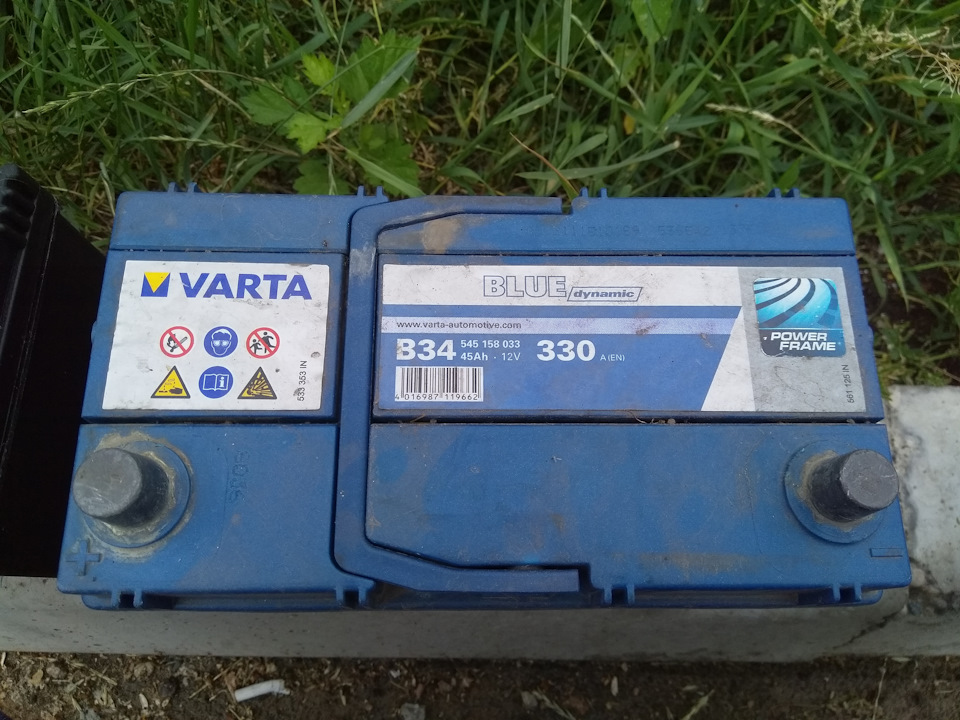 VARTA
533 353 IN
BLUE dynamic
www.varta-automotive.com
B34 545 158 033
45Ah · 12V 330 A (EN)
4 016987 119662
POWER
FRAME
561 125 IN
+
−